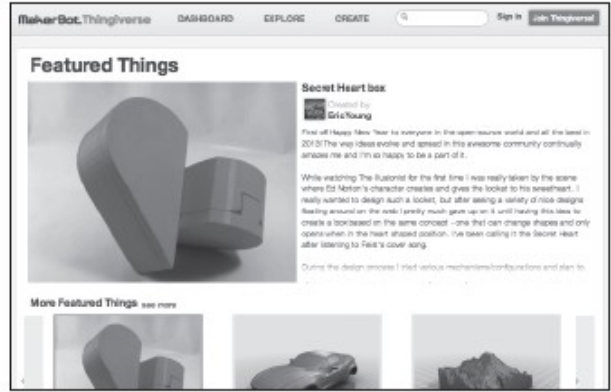 MakerBot.Thingiverse DASHBOARD EXPLORE CREATE Sign in Join Thingiverse!
Featured Things
Secret Heart box
Created by
EricYoung
First off Happy New Year to everyone in the open-source world and all the best in
2013! The way ideas evolve and spread in this awesome community continually
amazes me and I'm so happy to be a part of it.
While watching The Illusionist for the first time I was really taken by the scene
where Ed Norton's character creates and gives the locket to his sweetheart. I
really wanted to design such a locket, but after seeing a variety of nice designs
floating around on the web I pretty much gave up on it until having this idea to
create a box based on the same concept - one that can change shapes and only
opens when in the heart shaped position. I've been calling it the Secret Heart
after listening to Feist's cover song.
During the design process I tried various mechanisms/configurations and plan to
More Featured Things see more